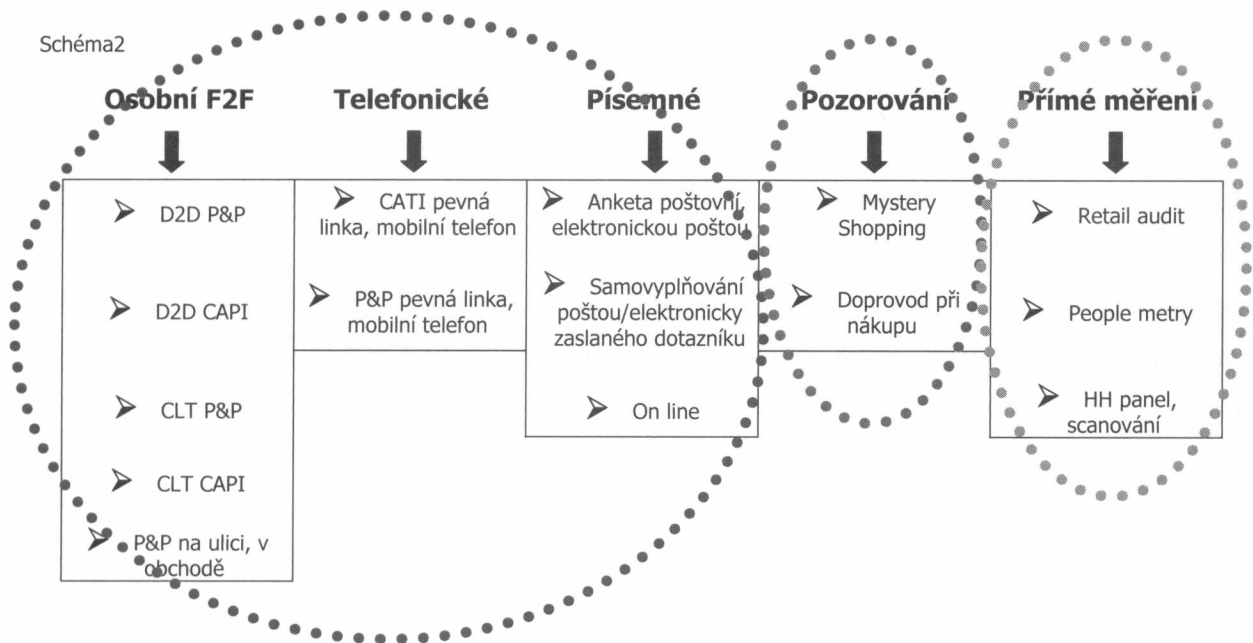 Schéma2
Osobní F2F
Telefonické
Písemné
Pozorování
Přímé měřeni
D2D P&P
D2D CAPI
CLT P&P
CLT CAPI
P&P na ulici, v
obchodě
CATI pevná
linka, mobilní telefon
P&P pevná linka,
mobilní telefon
Anketa poštovní,
elektronickou poštou
Samovyplňování
poštou/elektronicky
zaslaného dotazníku
On line
Mystery
Shopping
Doprovod při
nákupu
Retail audit
People metry
HH panel,
scanování